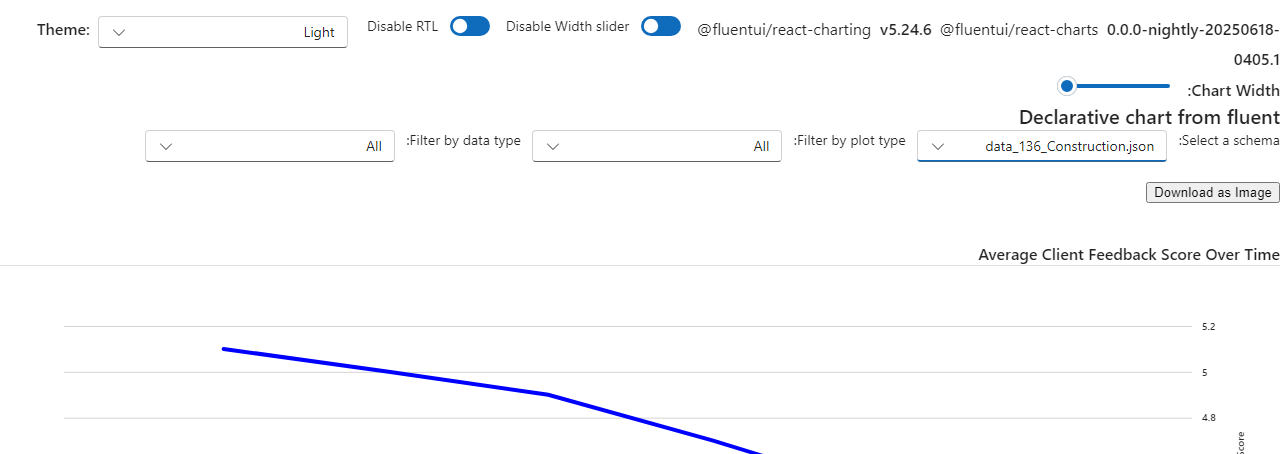 Theme: Light Disable RTL Disable Width slider @fluentui/react-charting v5.24.6 @fluentui/react-charts 0.0.0-nightly-20250618-
0405.1
:Chart Width
Declarative chart from fluent
:Select a schema data_136_Construction.json :Filter by plot type All :Filter by data type All
Download as Image
Average Client Feedback Score Over Time
5.2
5
4.8
Score